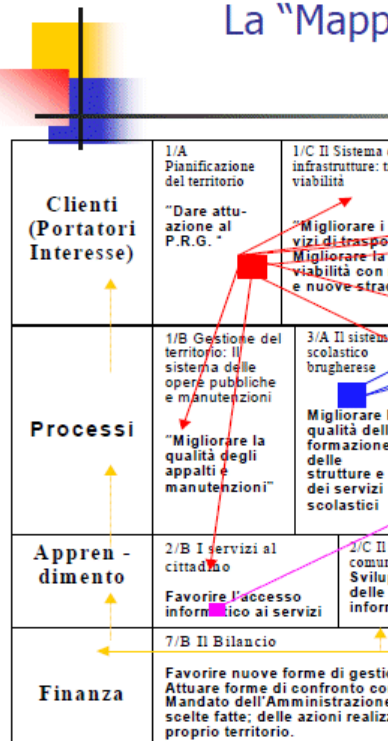 La “Mapp
Clienti
(Portatori
Interesse)
1/A
Pianificazione
del territorio
“Dare attu-
azione al
P.R.G. “
1/C Il Sistema
infrastrutture: t
viabilità
“Migliorare i
vizi di traspo
Migliorare la
viabilità con
e nuove strad
Processi
1/B Gestione del
territorio: Il
sistema delle
opere pubbliche
e manutenzioni
“Migliorare la
qualità degli
appalti e
manutenzioni”
3/A Il sistema
scolastico
brugherese
Migliorare l
qualità dell
formazione
delle
strutture e
dei servizi
scolastici
Appren -
dimento
2/B I servizi al
cittadino
Favorire l’accesso
informatico ai servizi
2/C Il
comun
Svilup
delle
inform
Finanza
7/B Il Bilancio
Favorire nuove forme di gestio
Attuare forme di confronto co
Mandato dell’Amministrazione
scelte fatte; delle azioni realizz
proprio territorio.